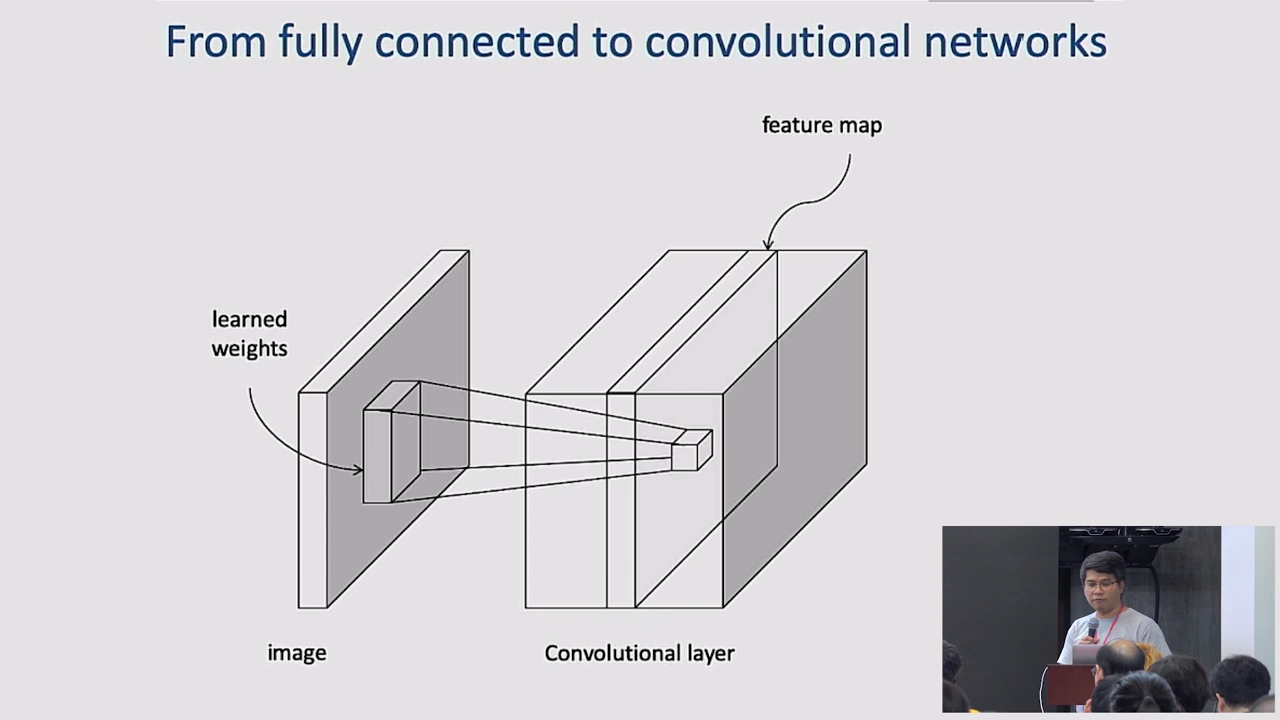 From fully connected to convolutional networks
feature map
learned
weights
image
Convolutional layer